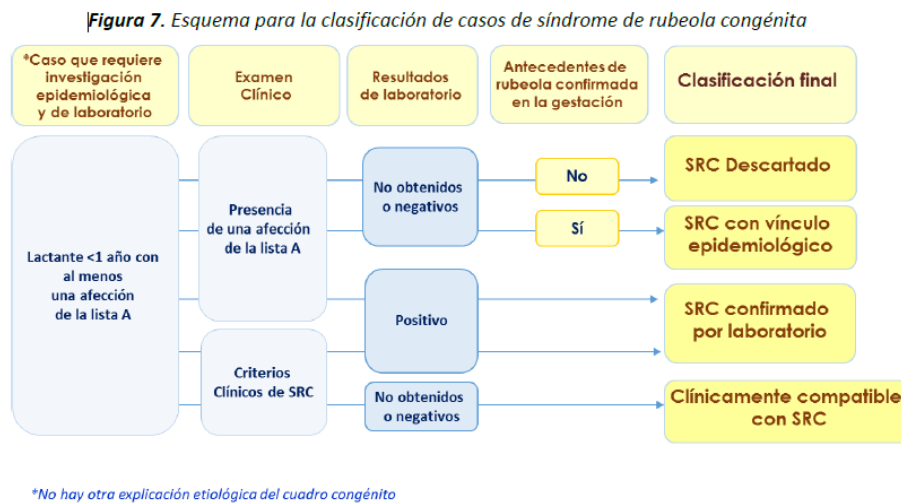 Figura 7. Esquema para la clasificación de casos de síndrome de rubeola congénita
*Caso que requiere
investigación
epidemiológica
y de laboratorio
Examen
Clínico
Resultados
de laboratorio
Antecedentes de
rubeola confirmada
en la gestación
Clasificación final
Lactante <1 año con
al menos
una afección
de la lista A
Presencia
de una afección
de la lista A
No obtenidos
o negativos
No
SRC Descartado
Sí
SRC con vínculo
epidemiológico
Positivo
SRC confirmado
por laboratorio
Criterios
Clínicos de SRC
No obtenidos
o negativos
Clínicamente compatible
con SRC
*No hay otra explicación etiológica del cuadro congénito